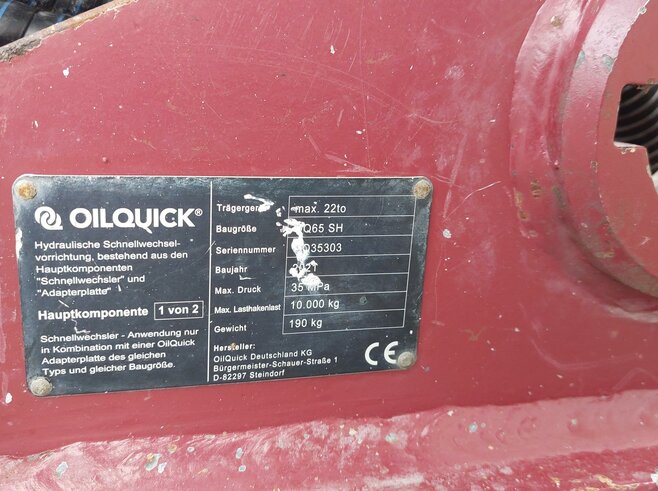 OILQUICK®
Hydraulische Schnellwechsel-
vorrichtung, bestehend aus den
Hauptkomponenten
"Schnellwechsler" und
"Adapterplatte"
Hauptkomponente 1 von 2
Schnellwechsler - Anwendung nur
in Kombination mit einer OilQuick
Adapterplatte des gleichen
Typs und gleicher Baugröße.
Trägergerät max. 22to
Baugröße SH
Seriennummer
Baujahr
Max. Druck 35 MPa
Max. Lasthakenlast 10.000 kg
Gewicht 190 kg
Hersteller:
OilQuick Deutschland KG
Bürgermeister-Schauer-Straße 1
D-82297 Steindorf
CE